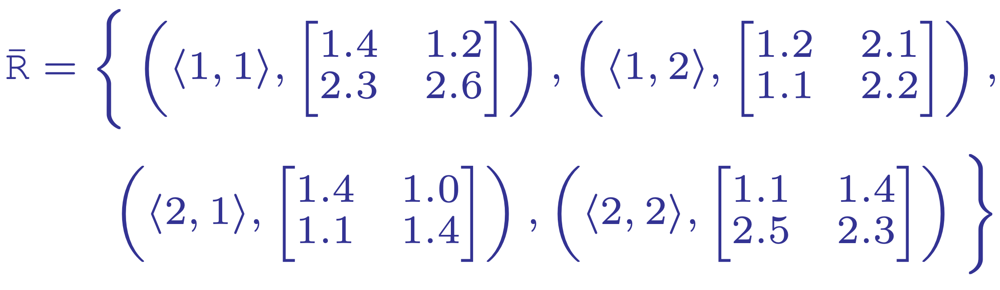 R̄ = { ( ⟨1, 1⟩, [ 1.4 1.2 ; 2.3 2.6 ] ) , ( ⟨1, 2⟩, [ 1.2 2.1 ; 1.1 2.2 ] ) ,
( ⟨2, 1⟩, [ 1.4 1.0 ; 1.1 1.4 ] ) , ( ⟨2, 2⟩, [ 1.1 1.4 ; 2.5 2.3 ] ) }